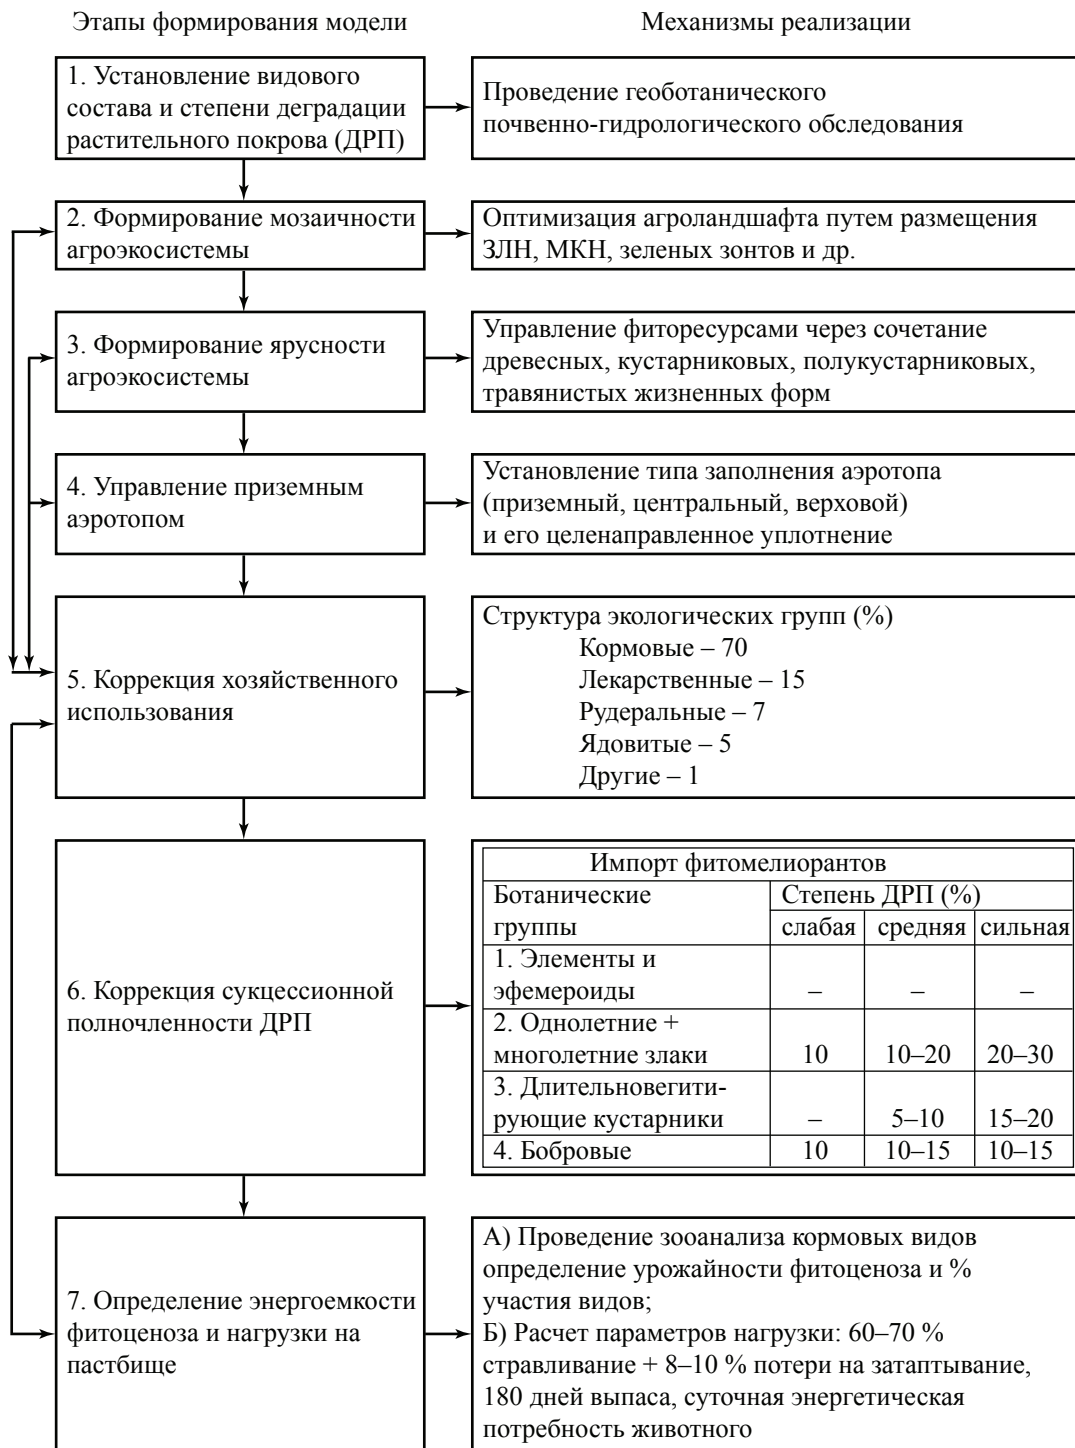 Этапы формирования модели
Механизмы реализации
1. Установление видового
состава и степени деградации
растительного покрова (ДРП)
Проведение геоботанического
почвенно-гидрологического обследования
2. Формирование мозаичности
агроэкосистемы
Оптимизация агроландшафта путем размещения
ЗЛН, МКН, зеленых зонтов и др.
3. Формирование ярусности
агроэкосистемы
Управление фиторесурсами через сочетание
древесных, кустарниковых, полукустарниковых,
травянистых жизненных форм
4. Управление приземным
аэротопом
Установление типа заполнения аэротопа
(приземный, центральный, верховой)
и его целенаправленное уплотнение
5. Коррекция хозяйственного
использования
Структура экологических групп (%)
Кормовые – 70
Лекарственные – 15
Рудеральные – 7
Ядовитые – 5
Другие – 1
6. Коррекция сукцессионной
полночленности ДРП
Импорт фитомелиорантов
Ботанические Степень ДРП (%)
группы слабая средняя сильная
1. Элементы и
эфемероиды – – –
2. Однолетние +
многолетние злаки 10 10–20 20–30
3. Длительновегити-
рующие кустарники – 5–10 15–20
4. Бобровые 10 10–15 10–15
7. Определение энергоемкости
фитоценоза и нагрузки на
пастбище
А) Проведение зооанализа кормовых видов
определение урожайности фитоценоза и %
участия видов;
Б) Расчет параметров нагрузки: 60–70 %
стравливание + 8–10 % потери на затаптывание,
180 дней выпаса, суточная энергетическая
потребность животного